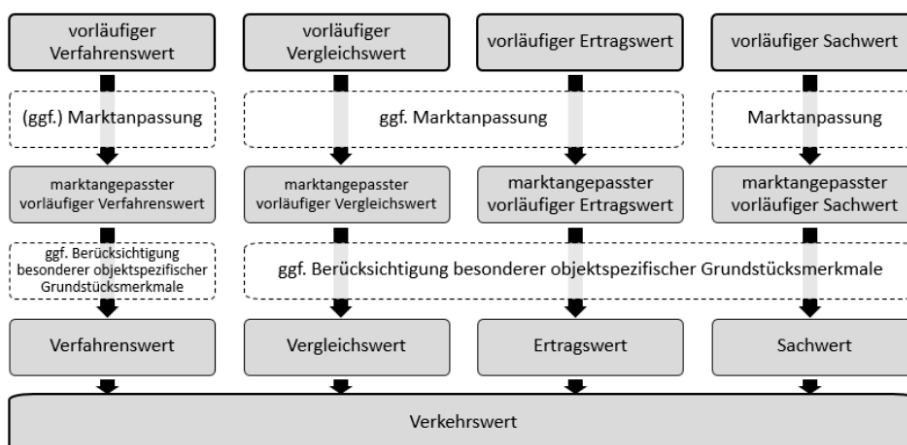 vorläufiger
Verfahrenswert
vorläufiger
Vergleichswert
vorläufiger Ertragswert
vorläufiger Sachwert
(ggf.) Marktanpassung
ggf. Marktanpassung
Marktanpassung
marktangepasster
vorläufiger Verfahrenswert
marktangepasster
vorläufiger Vergleichswert
marktangepasster
vorläufiger Ertragswert
marktangepasster
vorläufiger Sachwert
ggf. Berücksichtigung
besonderer objektspezifischer
Grundstücksmerkmale
ggf. Berücksichtigung besonderer objektspezifischer Grundstücksmerkmale
Verfahrenswert
Vergleichswert
Ertragswert
Sachwert
Verkehrswert